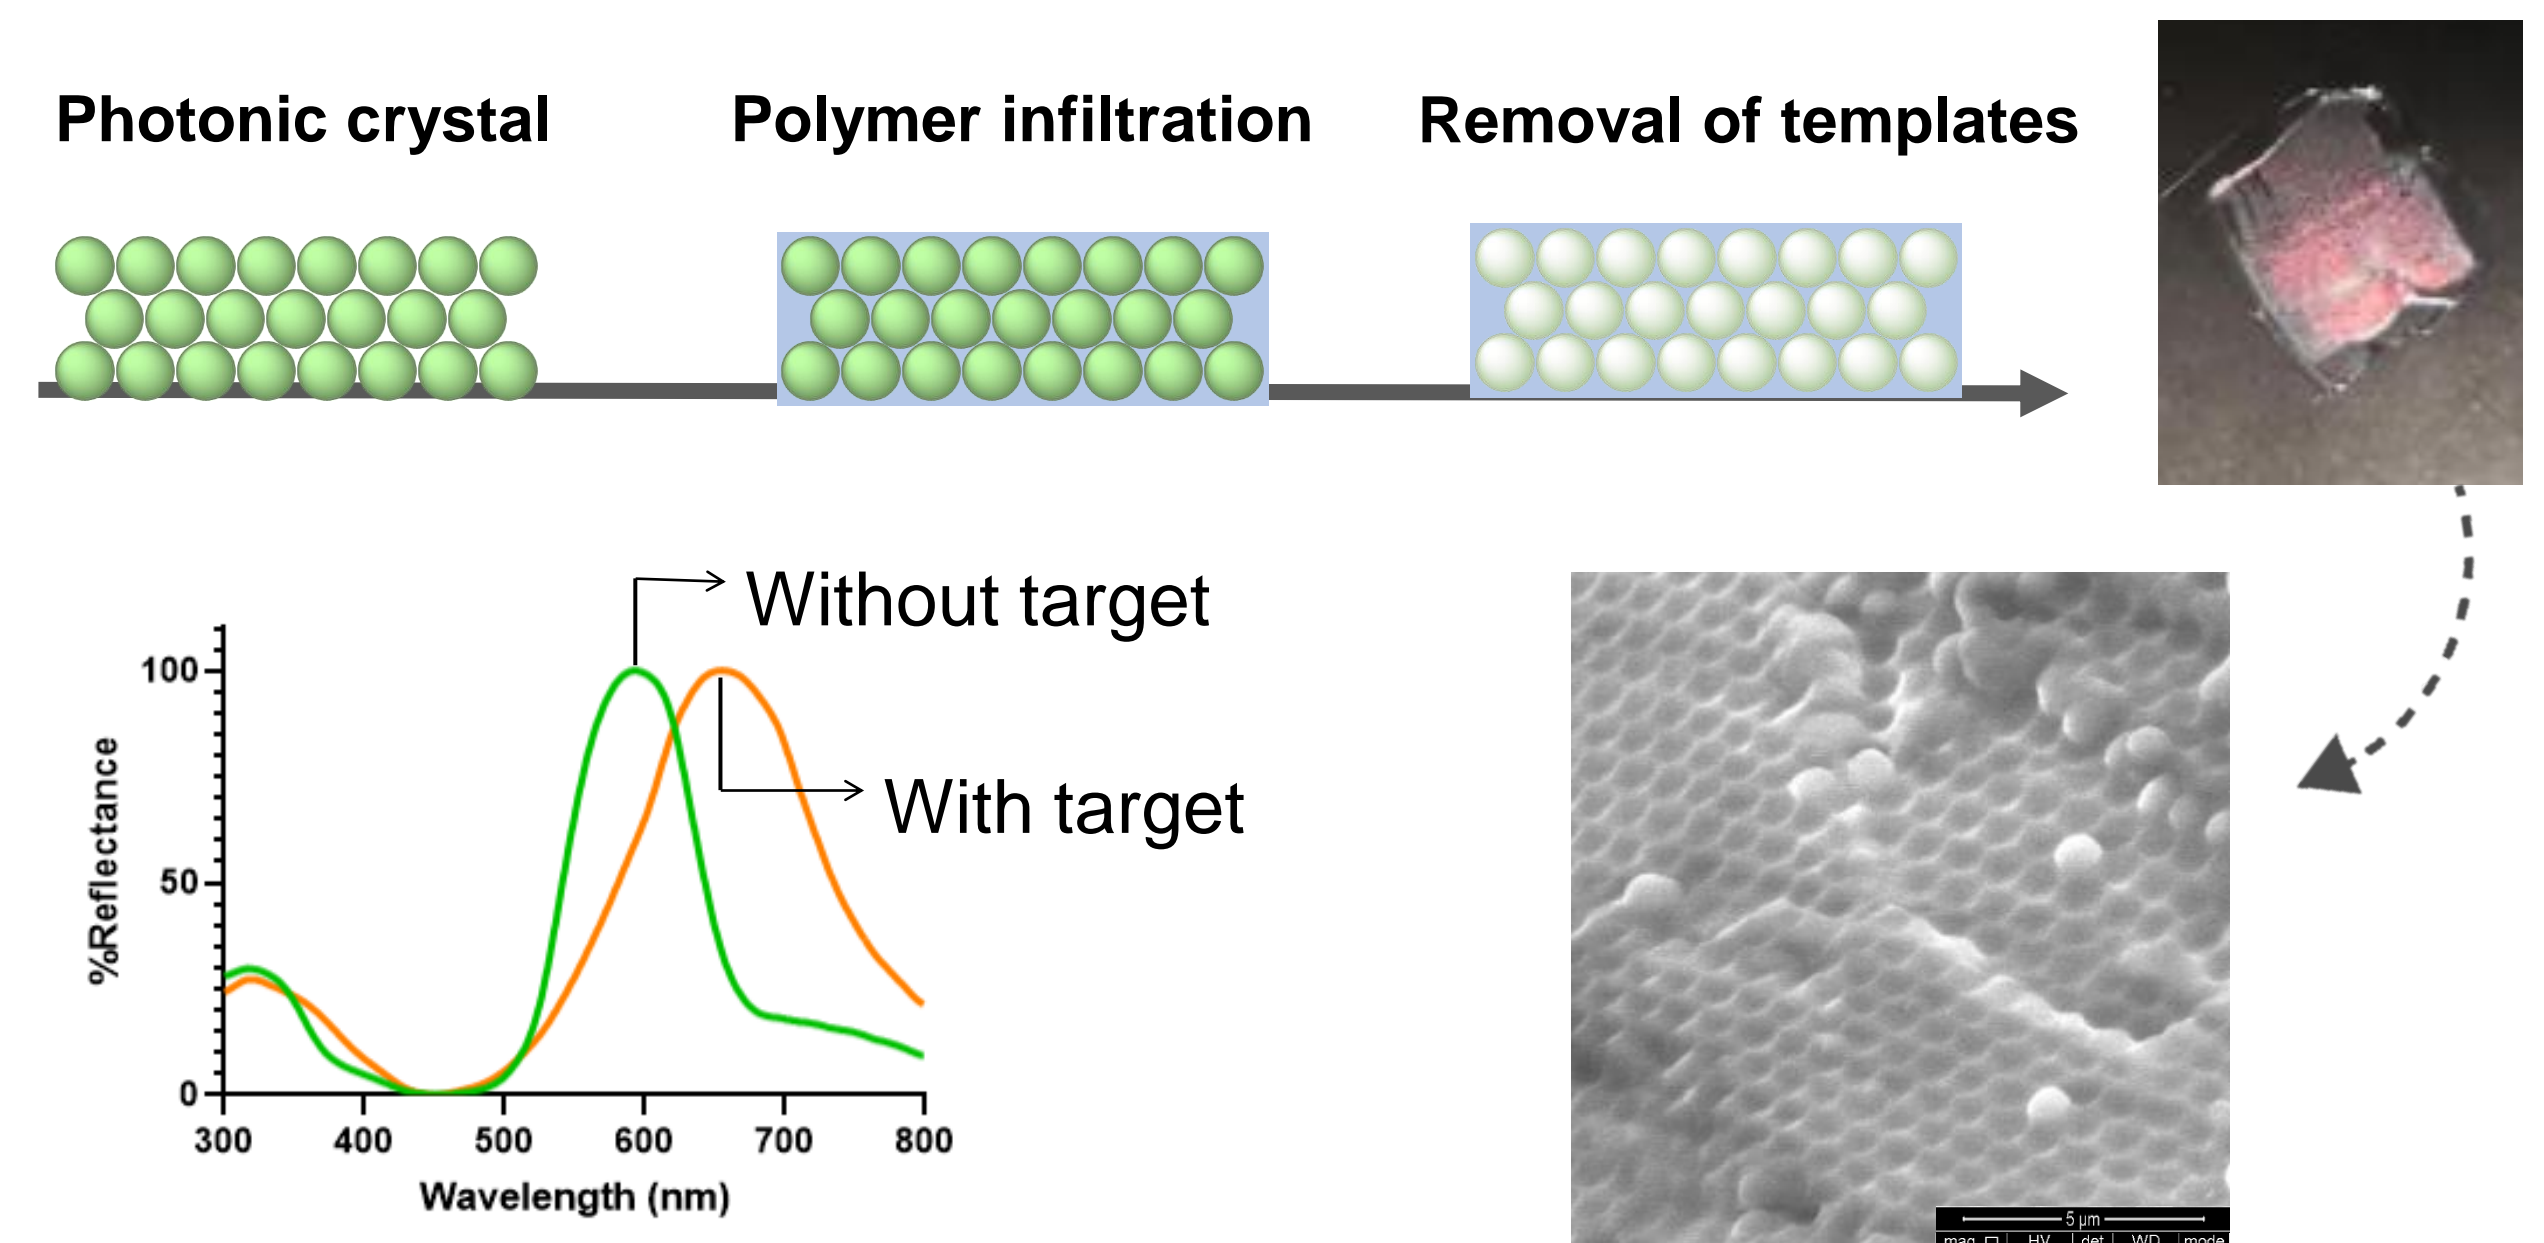 Photonic crystal
Polymer infiltration
Removal of templates
Without target
With target
%Reflectance
100
50
0
300 400 500 600 700 800
Wavelength (nm)
5 µm
mag HV det WD mode